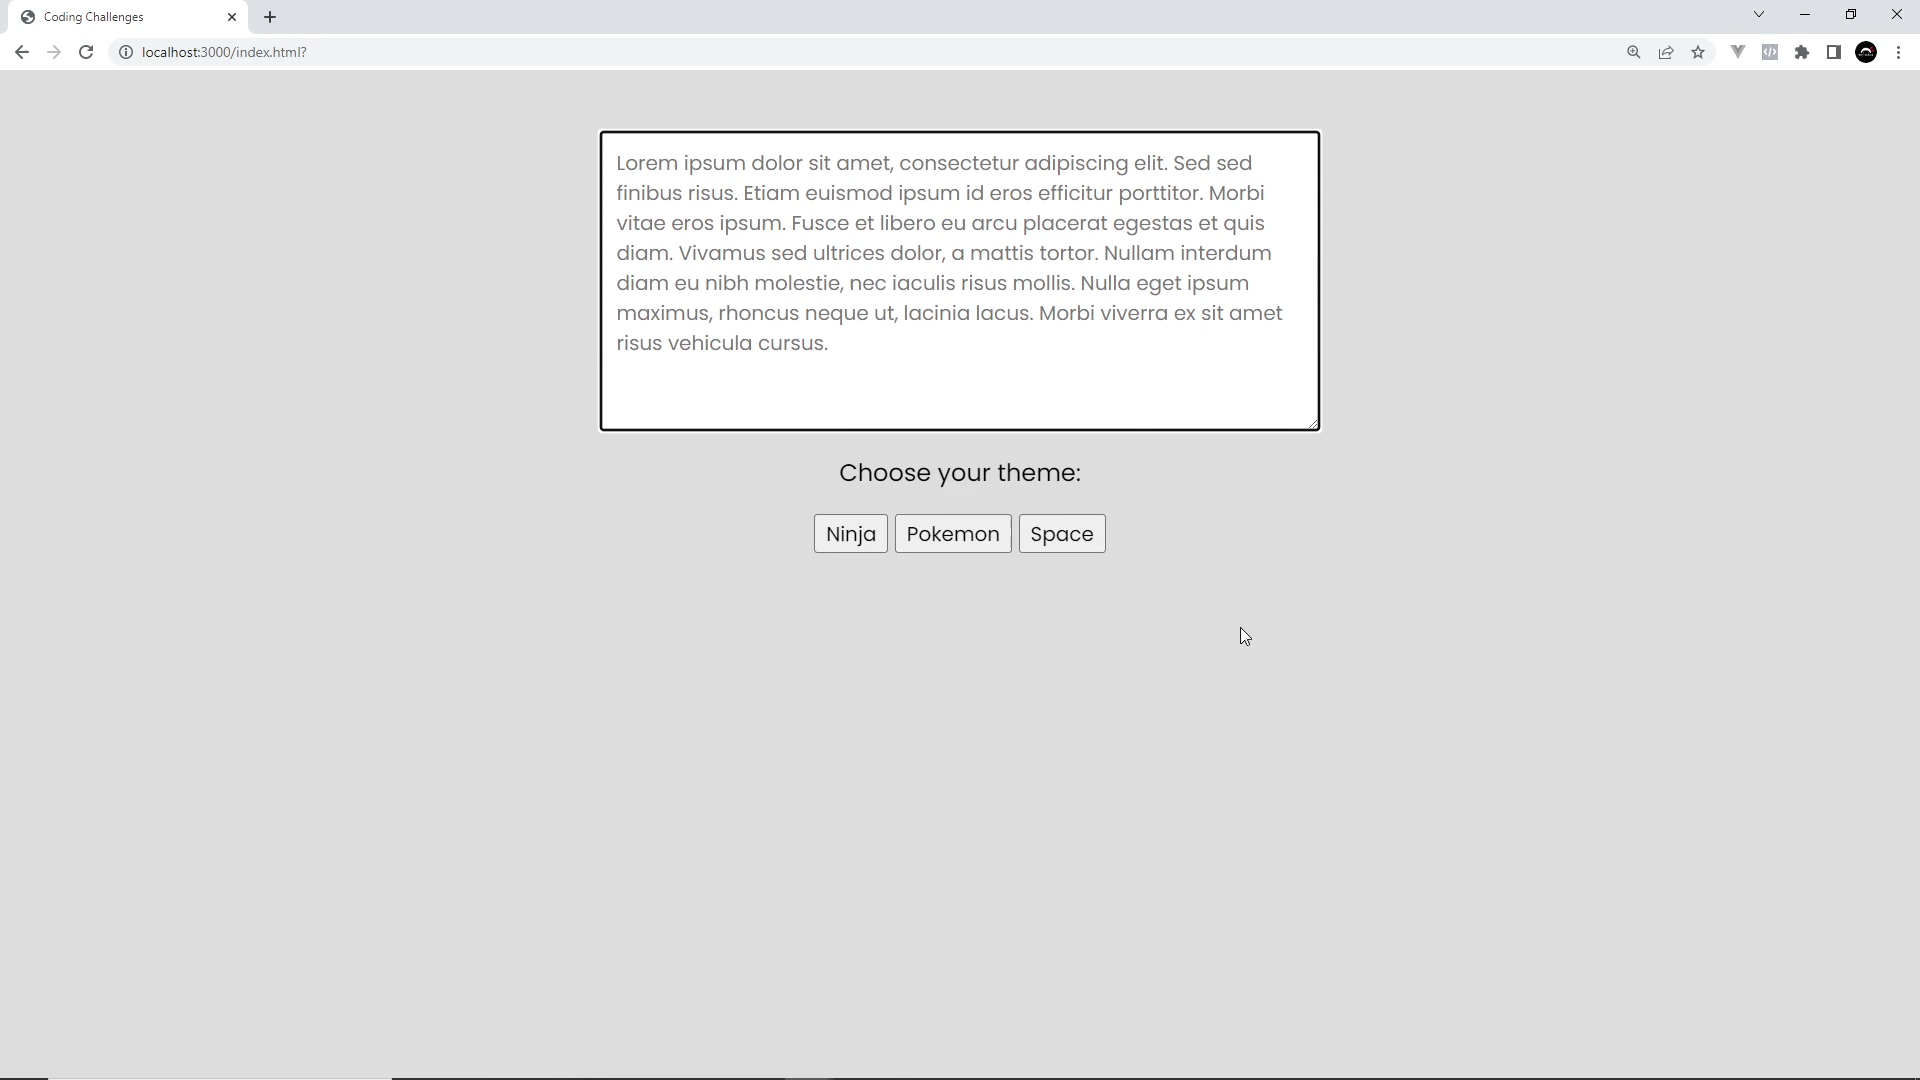 Coding Challenges
localhost:3000/index.html?
Lorem ipsum dolor sit amet, consectetur adipiscing elit. Sed sed
finibus risus. Etiam euismod ipsum id eros efficitur porttitor. Morbi
vitae eros ipsum. Fusce et libero eu arcu placerat egestas et quis
diam. Vivamus sed ultrices dolor, a mattis tortor. Nullam interdum
diam eu nibh molestie, nec iaculis risus mollis. Nulla eget ipsum
maximus, rhoncus neque ut, lacinia lacus. Morbi viverra ex sit amet
risus vehicula cursus.
Choose your theme:
Ninja Pokemon Space